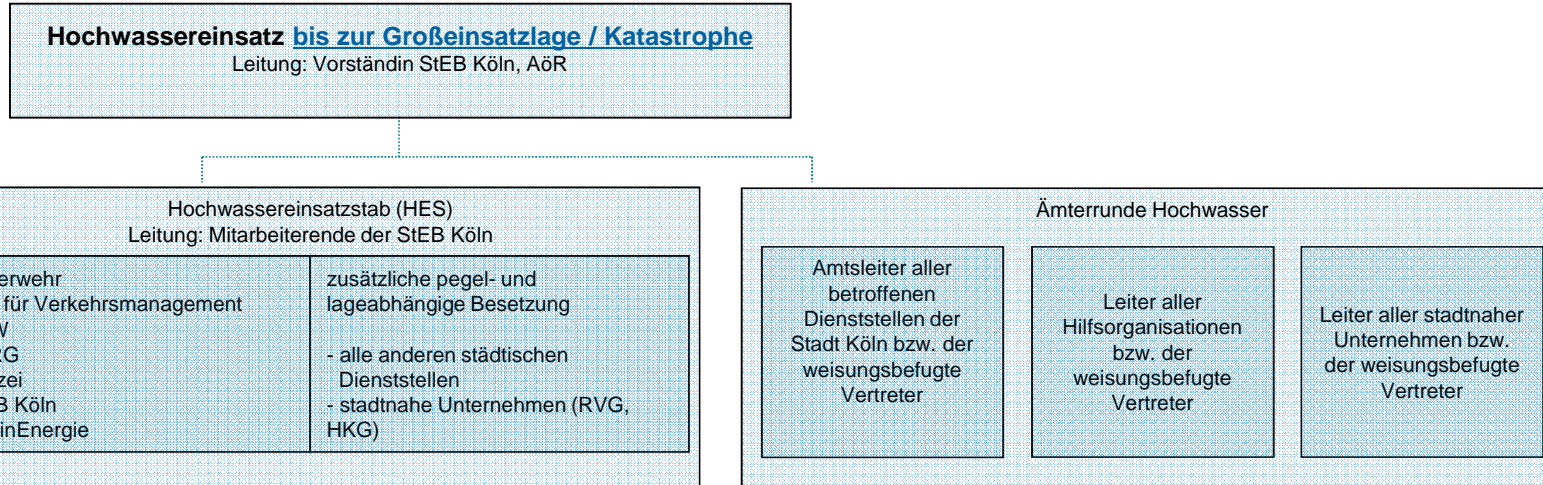 Hochwassereinsatz bis zur Großeinsatzlage / Katastrophe
Leitung: Vorständin StEB Köln, AöR
Hochwassereinsatzstab (HES)
Leitung: Mitarbeiterende der StEB Köln
für Verkehrsmanagement
Köln
zusätzliche pegel- und
lageabhängige Besetzung
- alle anderen städtischen
Dienststellen
- stadtnahe Unternehmen (RVG,
HKG)
Ämterrunde Hochwasser
Amtsleiter aller
betroffenen
Dienststellen der
Stadt Köln bzw. der
weisungsbefugte
Vertreter
Leiter aller
Hilfsorganisationen
bzw. der
weisungsbefugte
Vertreter
Leiter aller stadtnaher
Unternehmen bzw.
der weisungsbefugte
Vertreter